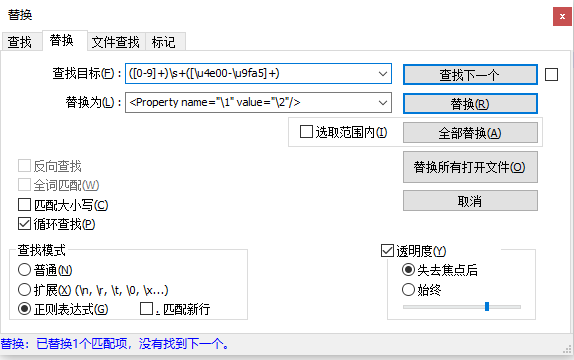 替换
查找 替换 文件查找 标记
查找目标(F) : ([0-9]+)\s+([\u4e00-\u9fa5]+) 查找下一个
替换为(L) : <Property name="\1" value="\2"/> 替换(R)
选取范围内(I) 全部替换(A)
反向查找 替换所有打开文件(O)
全词匹配(W)
匹配大小写(C) 取消
循环查找(P)
查找模式 透明度(Y)
普通(N) 失去焦点后
扩展(X) (\n, \r, \t, \0, \x...) 始终
正则表达式(G) . 匹配新行
替换：已替换1个匹配项，没有找到下一个。